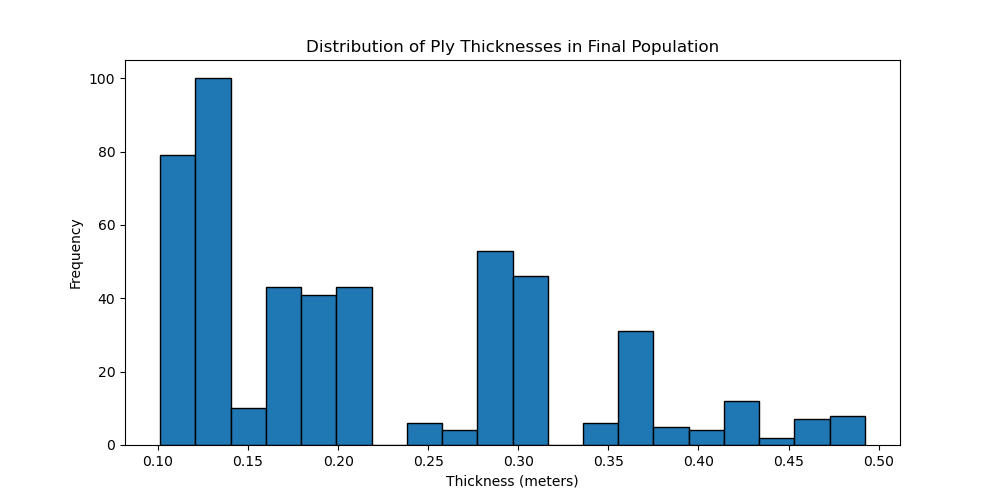 Distribution of Ply Thicknesses in Final Population
100
80
60
40
20
0
Frequency
0.10 0.15 0.20 0.25 0.30 0.35 0.40 0.45 0.50
Thickness (meters)